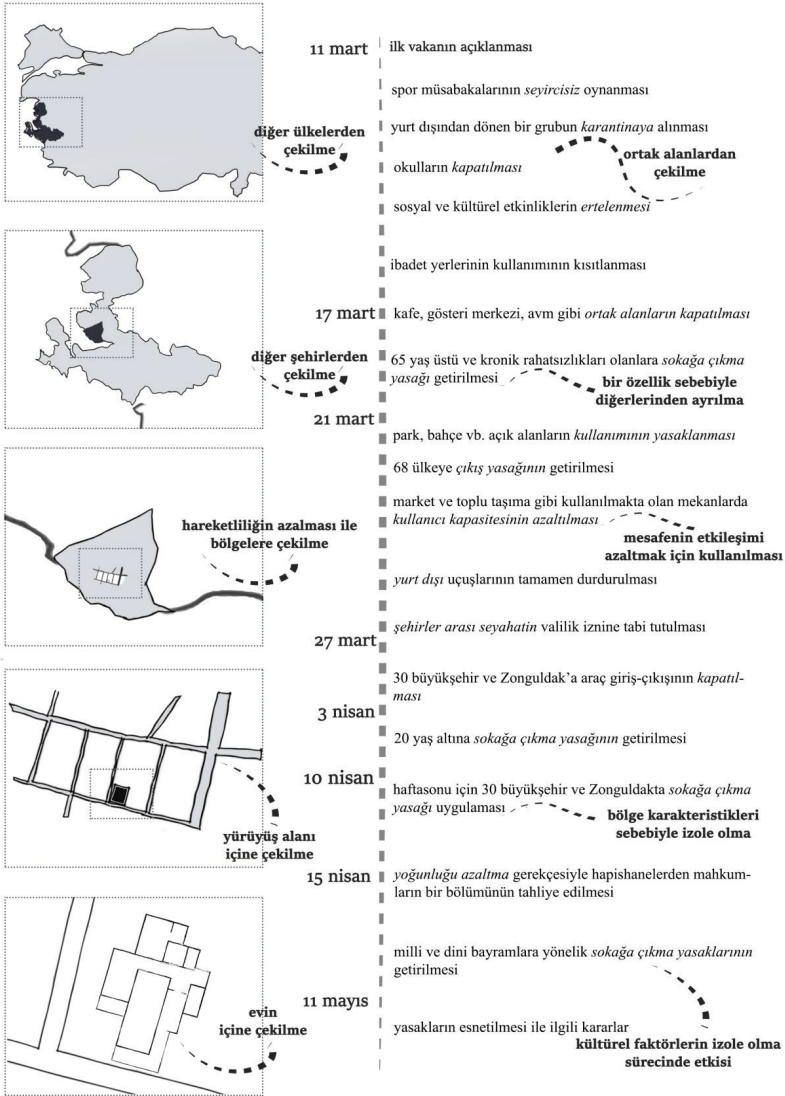 11 mart
ilk vakanın açıklanması
spor müsabakalarının seyircisiz oynanması
yurt dışından dönen bir grubun karantinaya alınması
diğer ülkelerden
çekilme
ortak alanlardan
çekilme
okulların kapatılması
sosyal ve kültürel etkinliklerin ertelenmesi
ibadet yerlerinin kullanımının kısıtlanması
17 mart
kafe, gösteri merkezi, avm gibi ortak alanların kapatılması
diğer şehirlerden
çekilme
65 yaş üstü ve kronik rahatsızlıkları olanlara sokağa çıkma
yasağı getirilmesi
bir özellik sebebiyle
diğerlerinden ayrılma
21 mart
park, bahçe vb. açık alanların kullanımının yasaklanması
68 ülkeye çıkış yasağının getirilmesi
market ve toplu taşıma gibi kullanılmakta olan mekanlarda
kullanıcı kapasitesinin azaltılması
hareketliliğin azalması ile
bölgelere çekilme
mesafenin etkileşimi
azaltmak için kullanılması
yurt dışı uçuşlarının tamamen durdurulması
şehirler arası seyahatin valilik iznine tabi tutulması
27 mart
30 büyükşehir ve Zonguldak’a araç giriş-çıkışının kapatıl-
ması
3 nisan
20 yaş altına sokağa çıkma yasağının getirilmesi
10 nisan
haftasonu için 30 büyükşehir ve Zonguldakta sokağa çıkma
yasağı uygulaması
bölge karakteristikleri
sebebiyle izole olma
yürüyüş alanı
içine çekilme
15 nisan
yoğunluğu azaltma gerekçesiyle hapishanelerden mahkum-
ların bir bölümünün tahliye edilmesi
milli ve dini bayramlara yönelik sokağa çıkma yasaklarının
getirilmesi
11 mayıs
evin
içine çekilme
yasakların esnetilmesi ile ilgili kararlar
kültürel faktörlerin izole olma
sürecinde etkisi